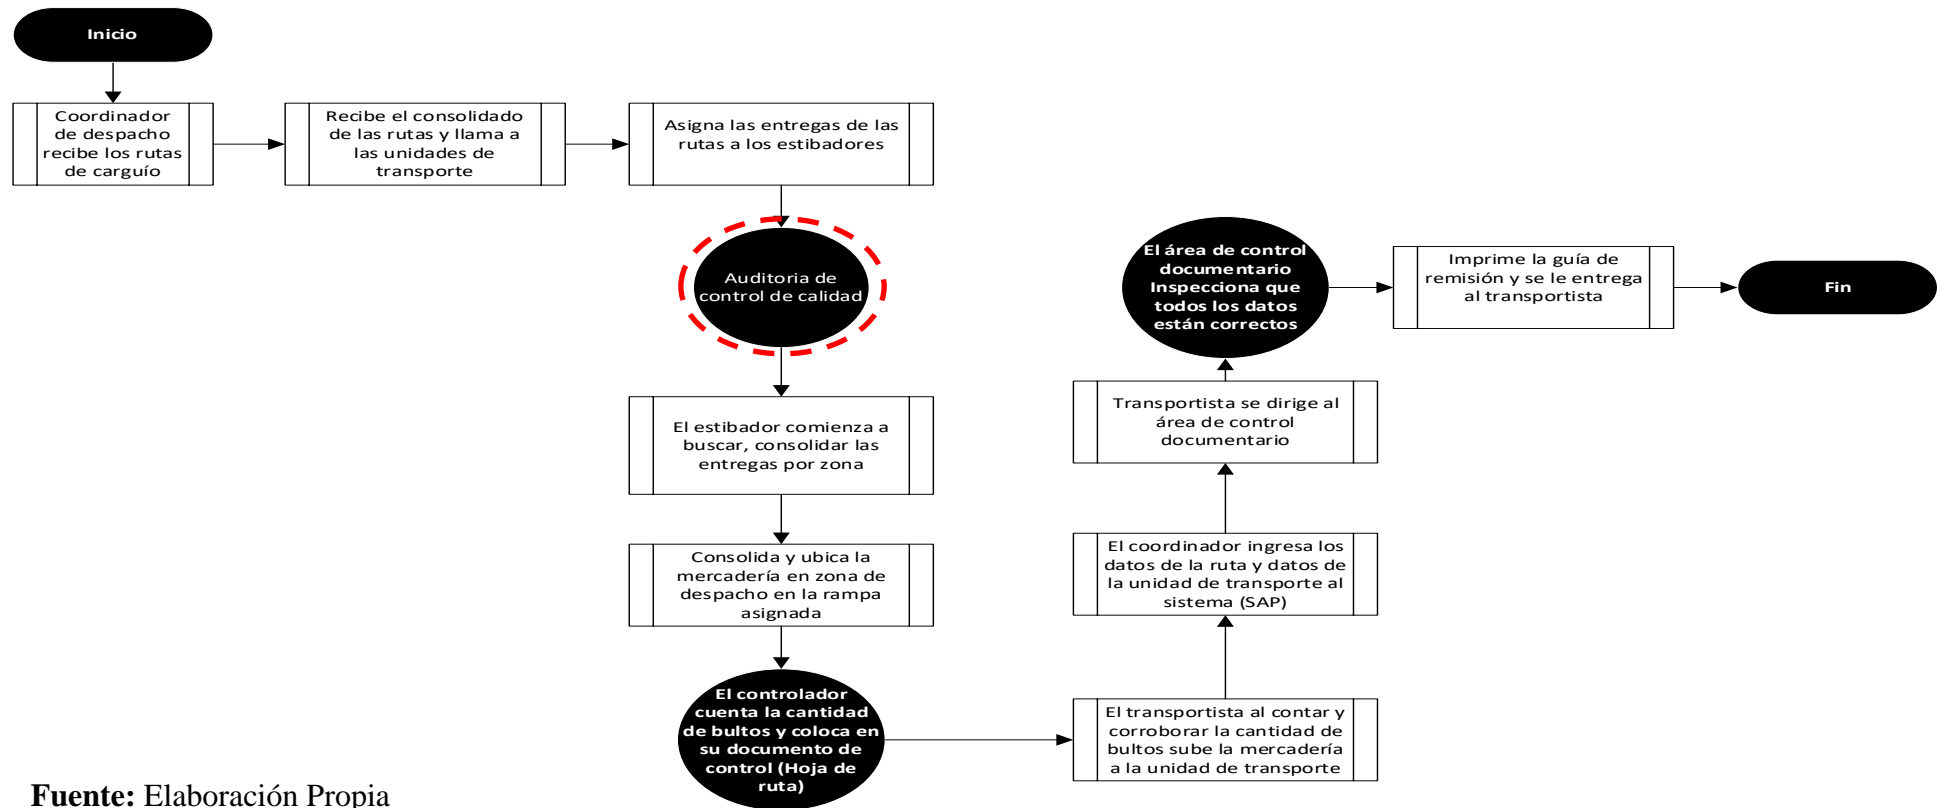 Inicio
Coordinador
de despacho
recibe los rutas
de carguío
Recibe el consolidado
de las rutas y llama a
las unidades de
transporte
Asigna las entregas de las
rutas a los estibadores
Auditoria de
control de calidad
El estibador comienza a
buscar, consolidar las
entregas por zona
Consolida y ubica la
mercadería en zona de
despacho en la rampa
asignada
El controlador
cuenta la cantidad
de bultos y coloca en
su documento de
control (Hoja de
ruta)
El transportista al contar y
corroborar la cantidad de
bultos sube la mercadería
a la unidad de transporte
El coordinador ingresa los
datos de la ruta y datos de
la unidad de transporte al
sistema (SAP)
Transportista se dirige al
área de control
documentario
El área de control
documentario
Inspecciona que
todos los datos
están correctos
Imprime la guía de
remisión y se le entrega
al transportista
Fin
Fuente: Elaboración Propia